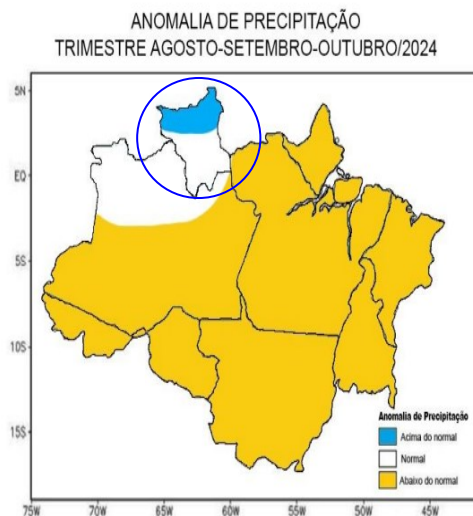 ANOMALIA DE PRECIPITAÇÃO
TRIMESTRE AGOSTO-SETEMBRO-OUTUBRO/2024
5N
EQ
5S
10S
15S
Anomalia de Precipitação
Acima do normal
Normal
Abaixo do normal
75W 70W 65W 60W 55W 50W 45W